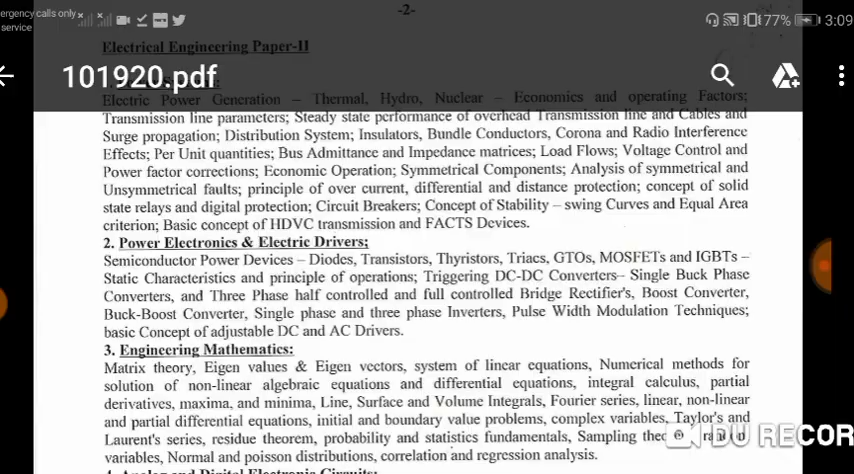 -2-
ergency calls only
service
77%
3:09
Electrical Engineering Paper-II
101920.pdf
Electric Power Generation – Thermal, Hydro, Nuclear – Economics and operating Factors;
Transmission line parameters; Steady state performance of overhead Transmission line and Cables and
Surge propagation; Distribution System; Insulators, Bundle Conductors, Corona and Radio Interference
Effects; Per Unit quantities; Bus Admittance and Impedance matrices; Load Flows; Voltage Control and
Power factor corrections; Economic Operation; Symmetrical Components; Analysis of symmetrical and
Unsymmetrical faults; principle of over current, differential and distance protection; concept of solid
state relays and digital protection; Circuit Breakers; Concept of Stability – swing Curves and Equal Area
criterion; Basic concept of HDVC transmission and FACTS Devices.
2. Power Electronics & Electric Drivers;
Semiconductor Power Devices – Diodes, Transistors, Thyristors, Triacs, GTOs, MOSFETs and IGBTs –
Static Characteristics and principle of operations; Triggering DC-DC Converters– Single Buck Phase
Converters, and Three Phase half controlled and full controlled Bridge Rectifier's, Boost Converter,
Buck-Boost Converter, Single phase and three phase Inverters, Pulse Width Modulation Techniques;
basic Concept of adjustable DC and AC Drivers.
3. Engineering Mathematics:
Matrix theory, Eigen values & Eigen vectors, system of linear equations, Numerical methods for
solution of non-linear algebraic equations and differential equations, integral calculus, partial
derivatives, maxima, and minima, Line, Surface and Volume Integrals, Fourier series, linear, non-linear
and partial differential equations, initial and boundary value problems, complex variables, Taylor's and
Laurent's series, residue theorem, probability and statistics fundamentals, Sampling
DU RECOR
variables, Normal and poisson distributions, correlation and regression analysis.
4. Analog and Digital Electronic Circuits: